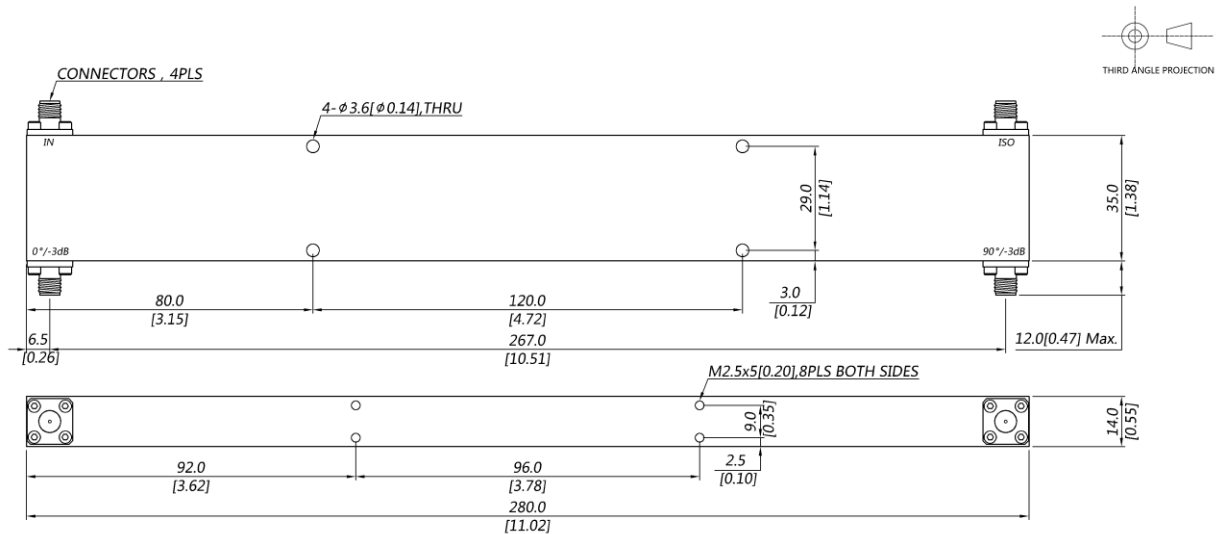 THIRD ANGLE PROJECTION
CONNECTORS , 4PLS
4-ϕ3.6[ϕ0.14],THRU
IN
ISO
29.0
[1.14]
35.0
[1.38]
0°/-3dB
90°/-3dB
80.0
[3.15]
120.0
[4.72]
3.0
[0.12]
6.5
[0.26]
267.0
[10.51]
12.0[0.47] Max.
M2.5x5[0.20],8PLS BOTH SIDES
9.0
[0.35]
14.0
[0.55]
92.0
[3.62]
96.0
[3.78]
2.5
[0.10]
280.0
[11.02]